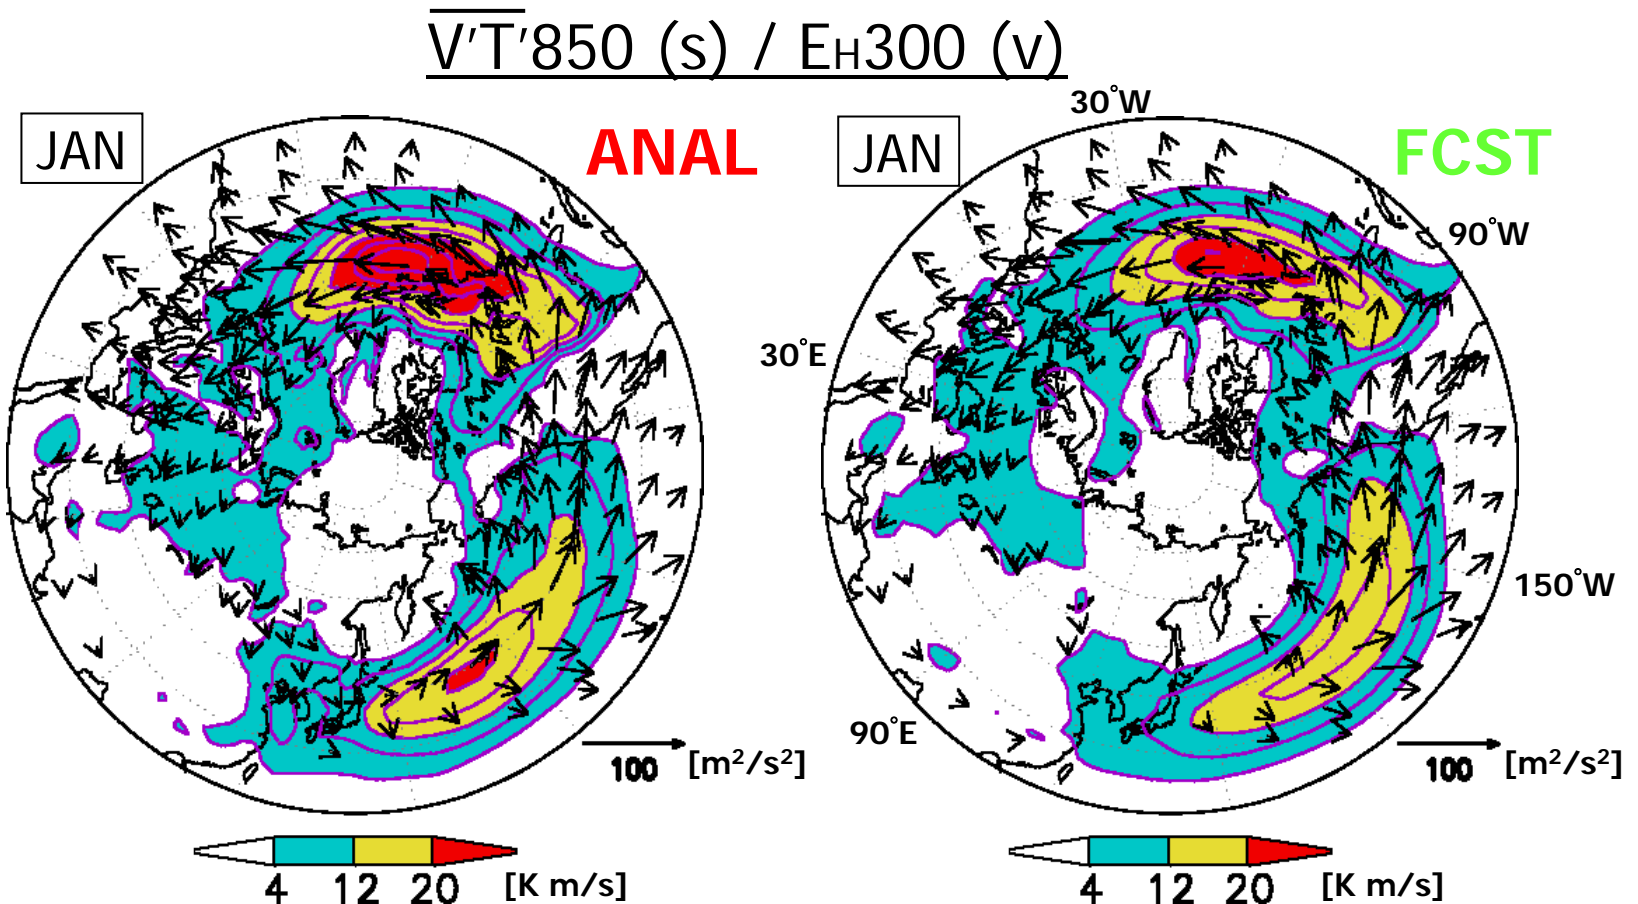 V'T'850 (s) / EH300 (v)
JAN
ANAL
30°W
JAN
FCST
90°W
30°E
150°W
90°E
100 [m²/s²]
100 [m²/s²]
4 12 20 [K m/s]
4 12 20 [K m/s]